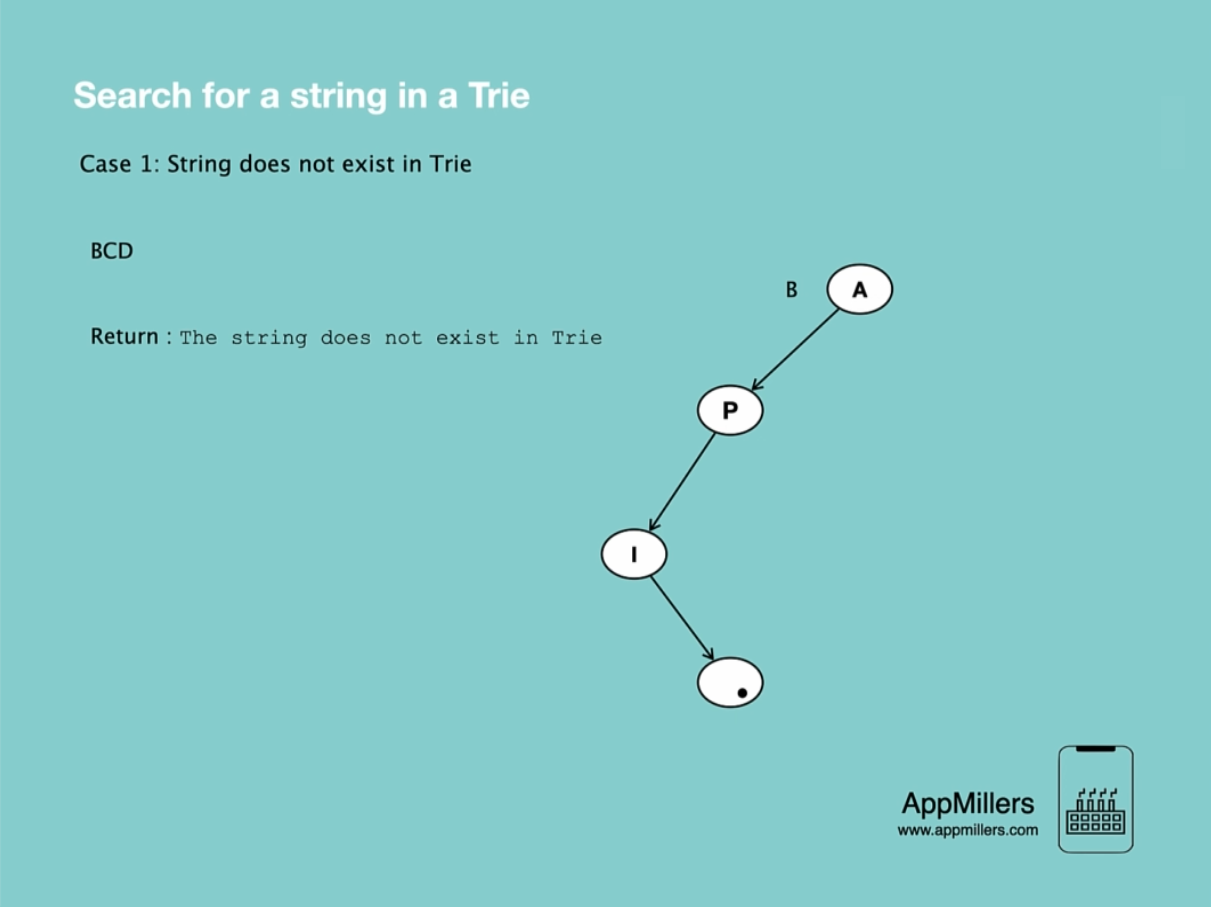 Search for a string in a Trie
Case 1: String does not exist in Trie
BCD
B
A
Return : The string does not exist in Trie
P
I
AppMillers
www.appmillers.com